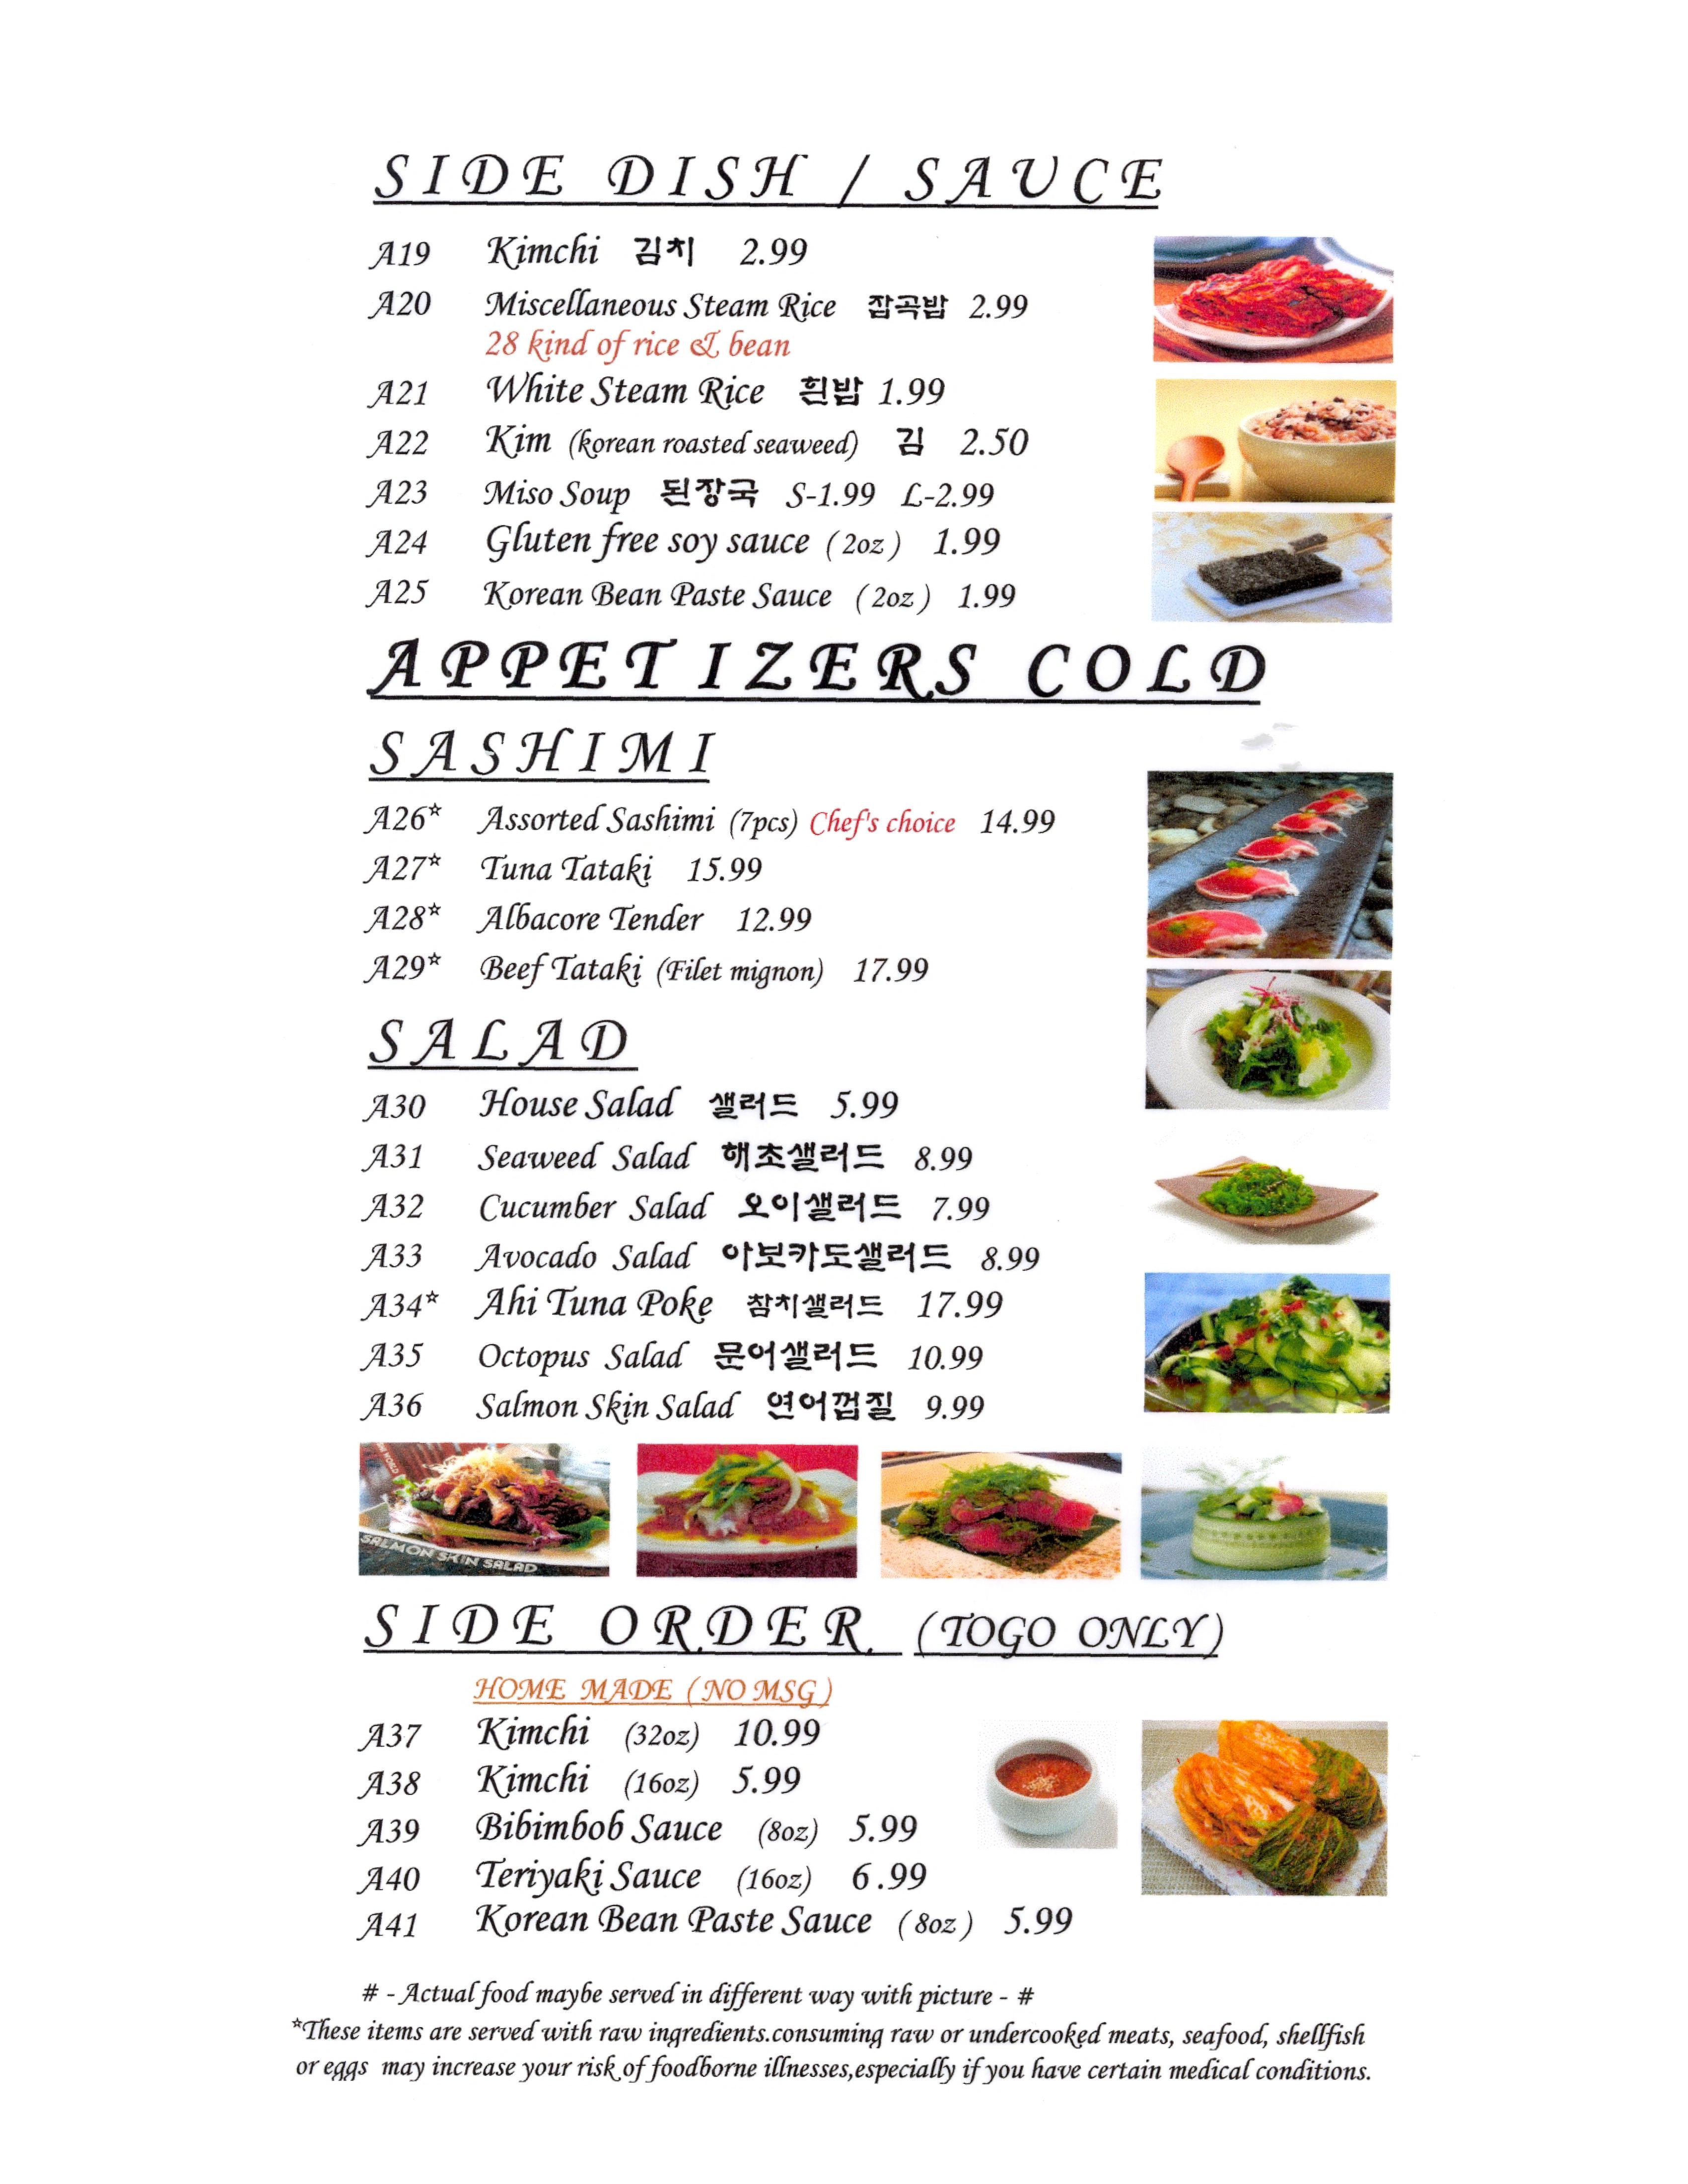 SIDE DISH / SAUCE
A19 Kimchi 김치 2.99
A20 Miscellaneous Steam Rice 잡곡밥 2.99
28 kind of rice & bean
A21 White Steam Rice 흰밥 1.99
A22 Kim (korean roasted seaweed) 김 2.50
A23 Miso Soup 된장국 S-1.99 L-2.99
A24 Gluten free soy sauce (2oz) 1.99
A25 Korean Bean Paste Sauce (2oz) 1.99
APPETIZERS COLD
SASHIMI
A26* Assorted Sashimi (7pcs) Chef's choice 14.99
A27* Tuna Tataki 15.99
A28* Albacore Tender 12.99
A29* Beef Tataki (Filet mignon) 17.99
SALAD
A30 House Salad 샐러드 5.99
A31 Seaweed Salad 해초샐러드 8.99
A32 Cucumber Salad 오이샐러드 7.99
A33 Avocado Salad 아보카도샐러드 8.99
A34* Ahi Tuna Poke 참치샐러드 17.99
A35 Octopus Salad 문어샐러드 10.99
A36 Salmon Skin Salad 연어껍질 9.99
SALMON SKIN SALAD
SIDE ORDER (TOGO ONLY)
HOME MADE (NO MSG)
A37 Kimchi (32oz) 10.99
A38 Kimchi (16oz) 5.99
A39 Bibimbob Sauce (8oz) 5.99
A40 Teriyaki Sauce (16oz) 6.99
A41 Korean Bean Paste Sauce (8oz) 5.99
# - Actual food maybe served in different way with picture - #
*These items are served with raw ingredients.consuming raw or undercooked meats, seafood, shellfish
or eggs may increase your risk of foodborne illnesses,especially if you have certain medical conditions.